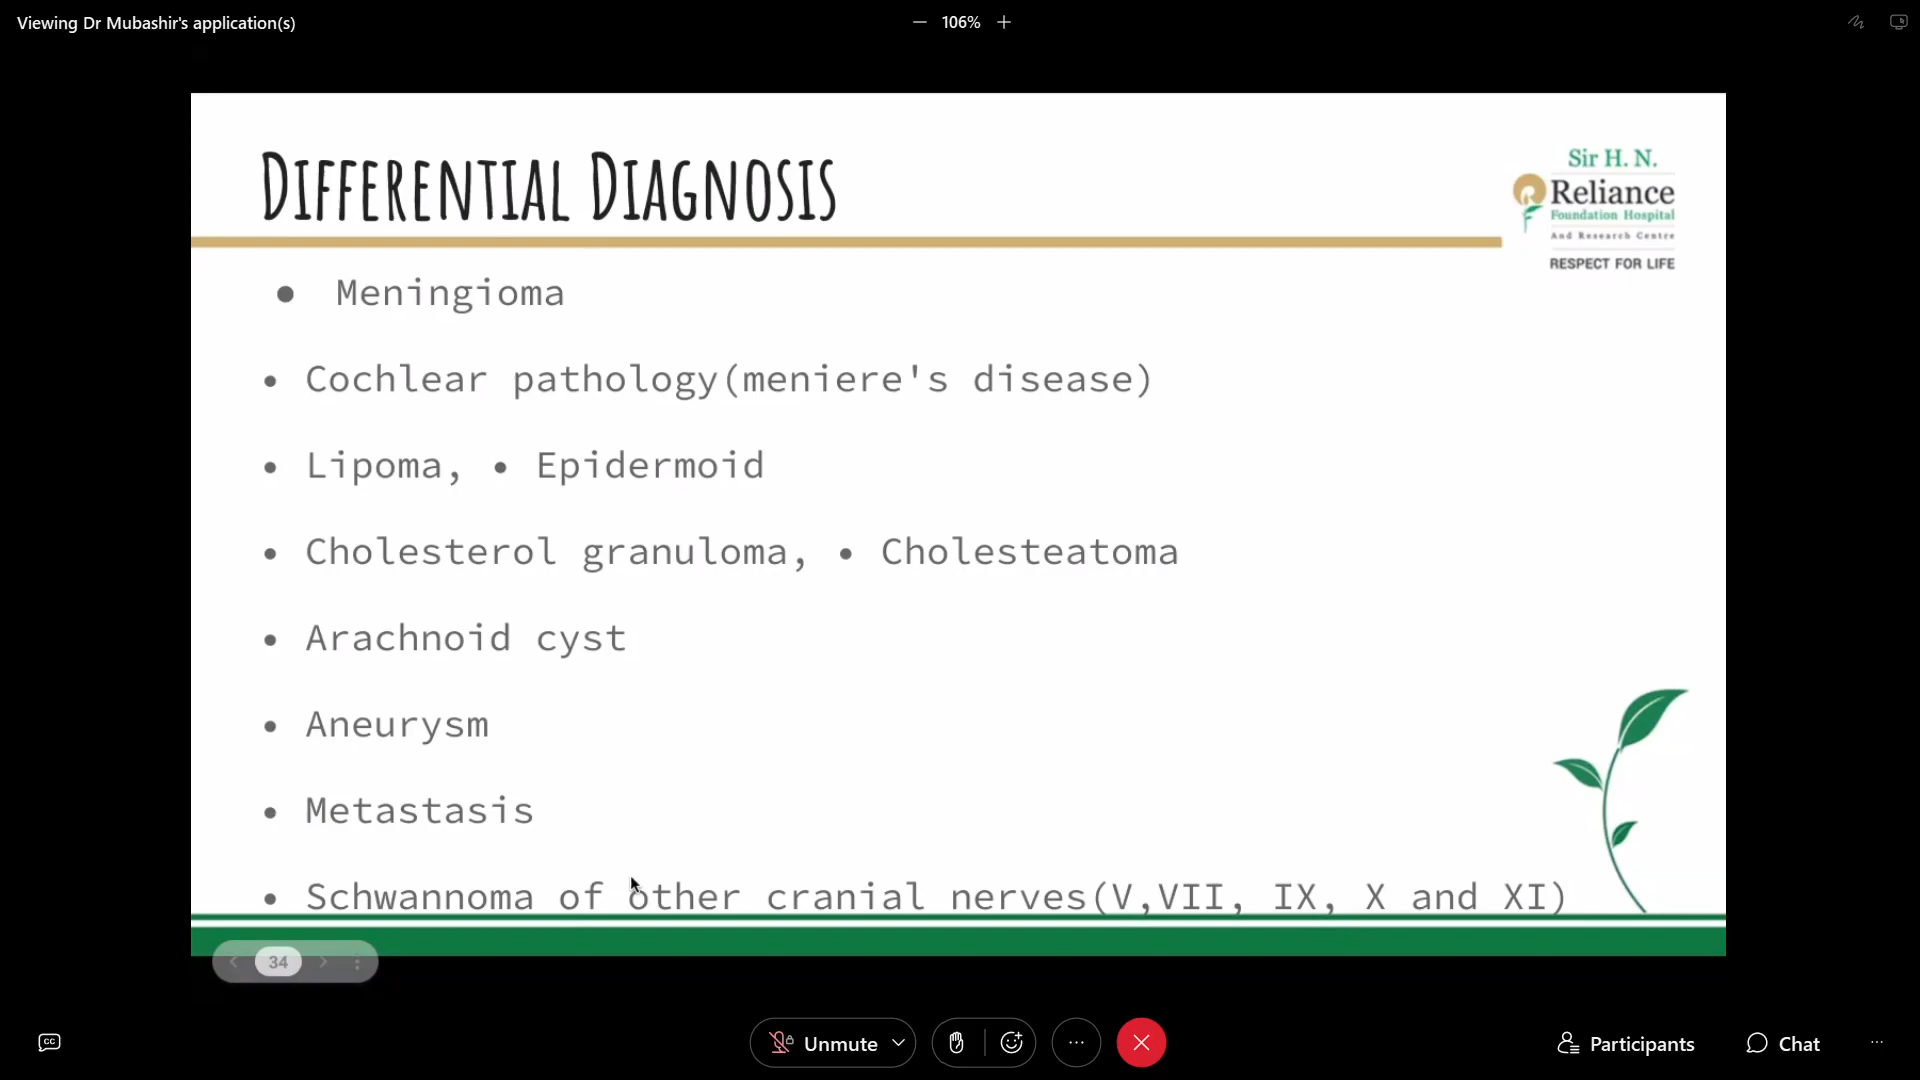 Viewing Dr Mubashir's application(s)
106%
Differential Diagnosis
Sir H. N.
Reliance
Foundation Hospital
And Research Centre
RESPECT FOR LIFE
• Meningioma
• Cochlear pathology(meniere's disease)
• Lipoma, • Epidermoid
• Cholesterol granuloma, • Cholesteatoma
• Arachnoid cyst
• Aneurysm
• Metastasis
• Schwannoma of other cranial nerves(V,VII, IX, X and XI)
34
CC
Unmute
Participants
Chat